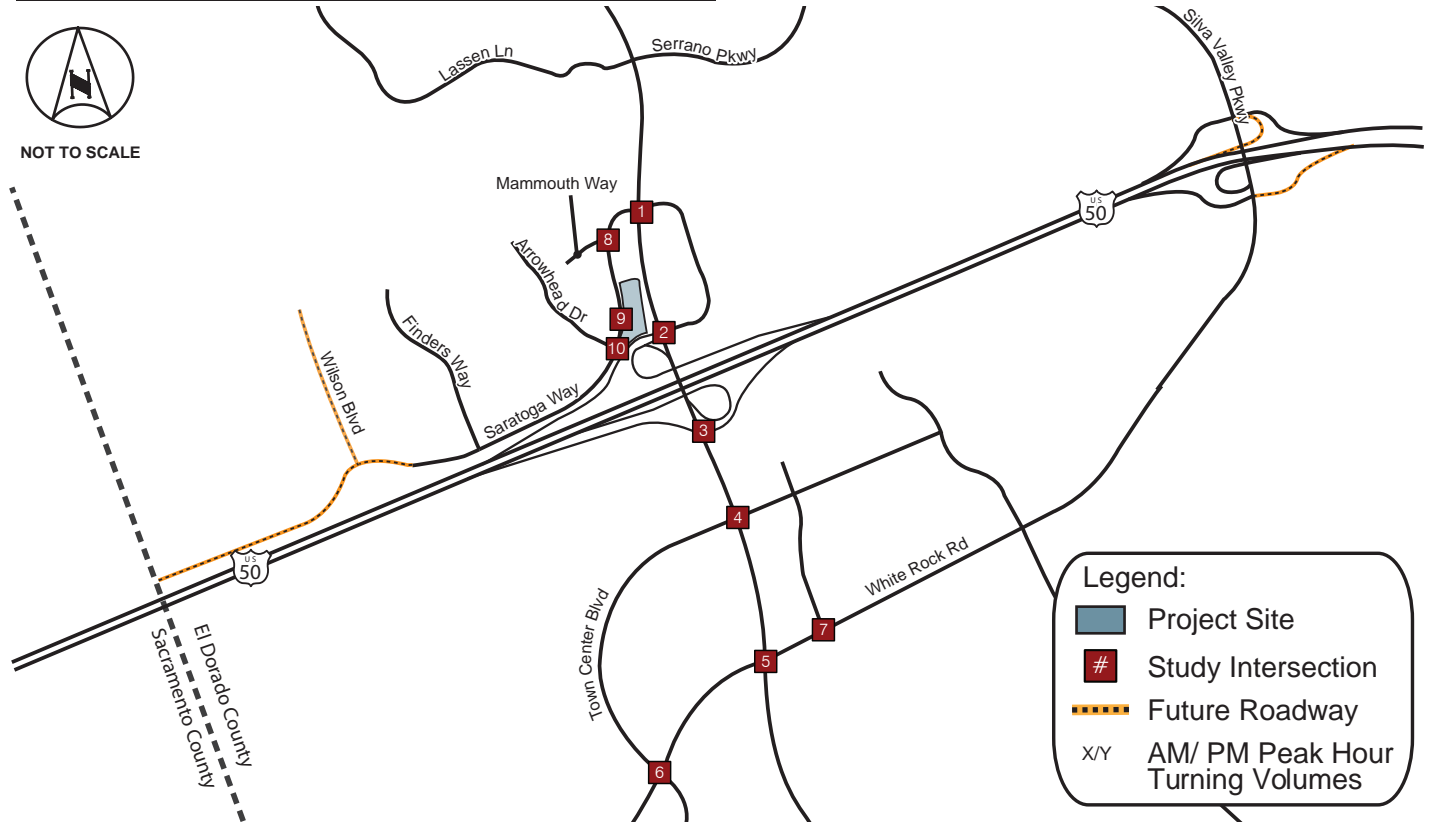 Silva Valley Pkwy
Lassen Ln
Serrano Pkwy
N
NOT TO SCALE
Mammouth Way
1
8
Arrowhead Dr
9
2
10
US
50
Finders Way
Wilson Blvd
Saratoga Way
3
4
US
50
White Rock Rd
Town Center Blvd
7
5
6
El Dorado County
Sacramento County
Legend:
Project Site
# Study Intersection
Future Roadway
X/Y AM/ PM Peak Hour
Turning Volumes